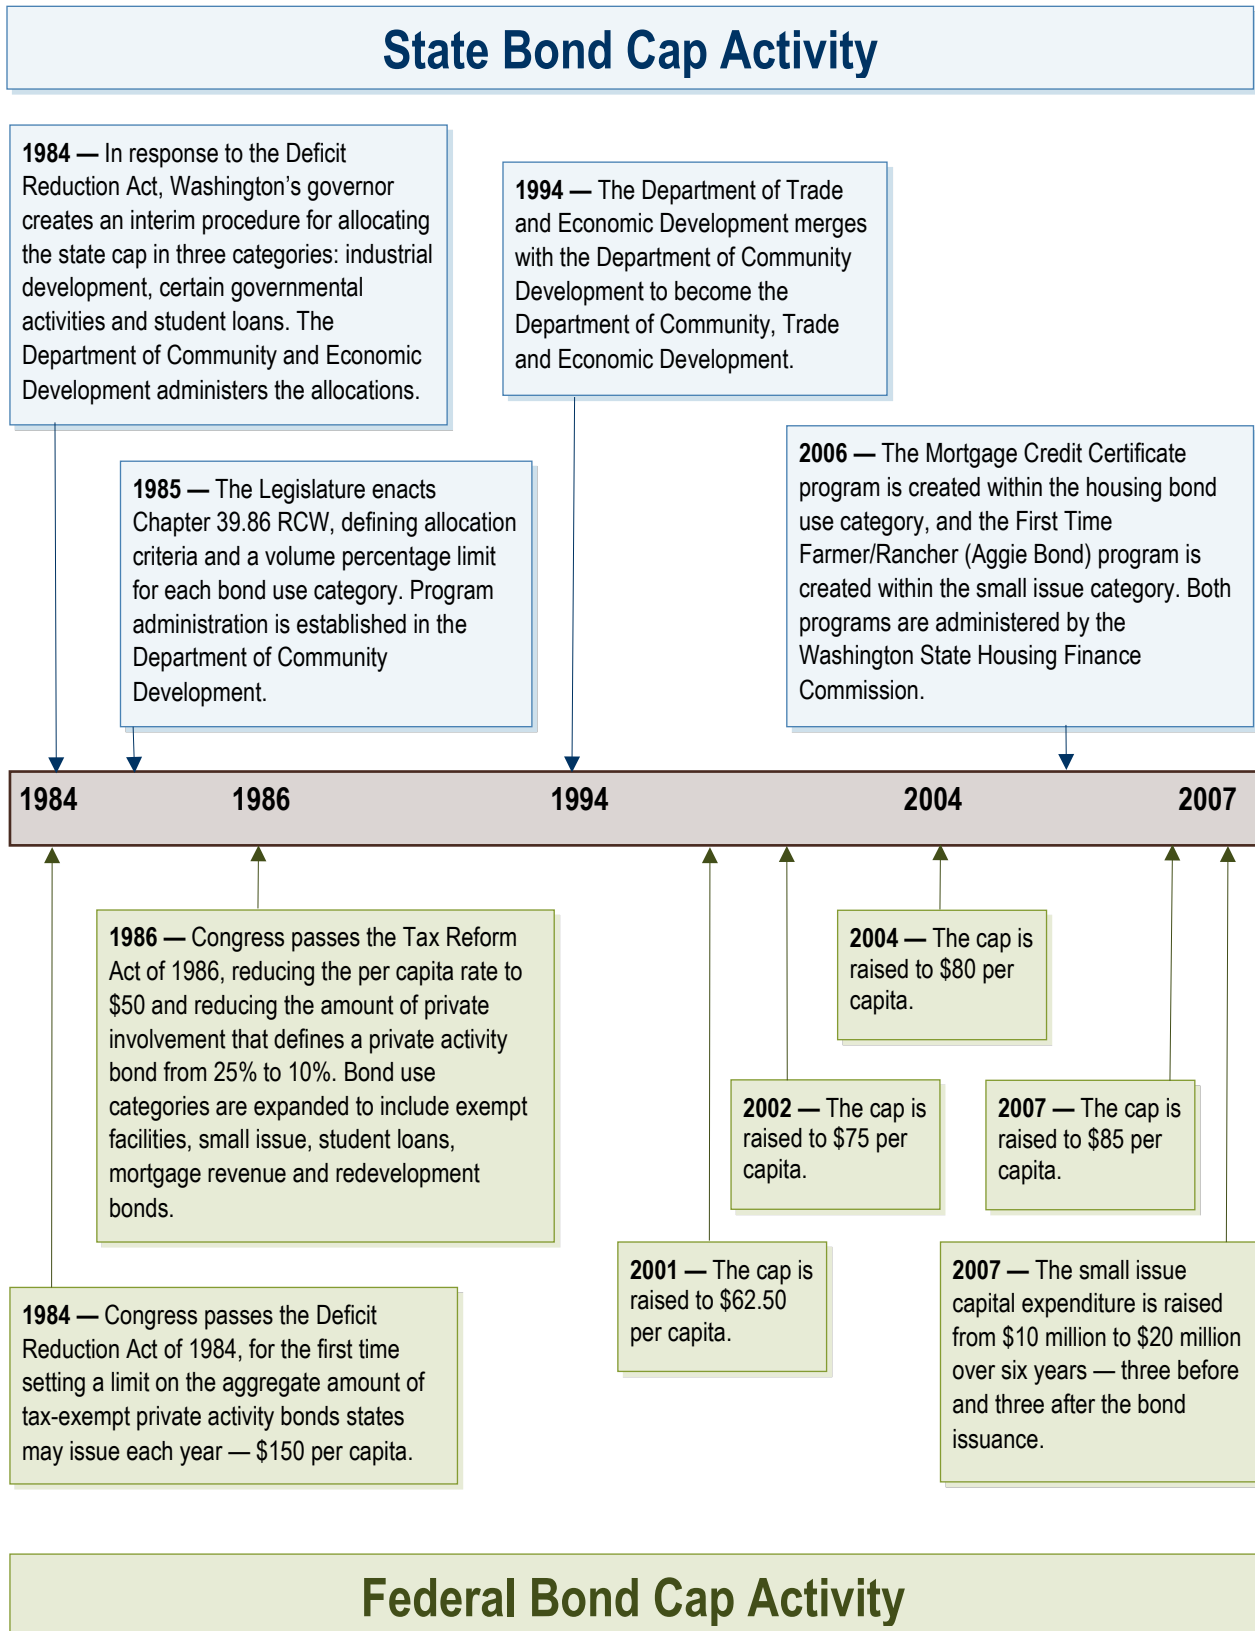 State Bond Cap Activity
1984 — In response to the Deficit
Reduction Act, Washington’s governor
creates an interim procedure for allocating
the state cap in three categories: industrial
development, certain governmental
activities and student loans. The
Department of Community and Economic
Development administers the allocations.
1994 — The Department of Trade
and Economic Development merges
with the Department of Community
Development to become the
Department of Community, Trade
and Economic Development.
1985 — The Legislature enacts
Chapter 39.86 RCW, defining allocation
criteria and a volume percentage limit
for each bond use category. Program
administration is established in the
Department of Community
Development.
2006 — The Mortgage Credit Certificate
program is created within the housing bond
use category, and the First Time
Farmer/Rancher (Aggie Bond) program is
created within the small issue category. Both
programs are administered by the
Washington State Housing Finance
Commission.
1984 1986 1994 2004 2007
1986 — Congress passes the Tax Reform
Act of 1986, reducing the per capita rate to
$50 and reducing the amount of private
involvement that defines a private activity
bond from 25% to 10%. Bond use
categories are expanded to include exempt
facilities, small issue, student loans,
mortgage revenue and redevelopment
bonds.
2004 — The cap is
raised to $80 per
capita.
2002 — The cap is
raised to $75 per
capita.
2007 — The cap is
raised to $85 per
capita.
2001 — The cap is
raised to $62.50
per capita.
2007 — The small issue
capital expenditure is raised
from $10 million to $20 million
over six years — three before
and three after the bond
issuance.
1984 — Congress passes the Deficit
Reduction Act of 1984, for the first time
setting a limit on the aggregate amount of
tax-exempt private activity bonds states
may issue each year — $150 per capita.
Federal Bond Cap Activity